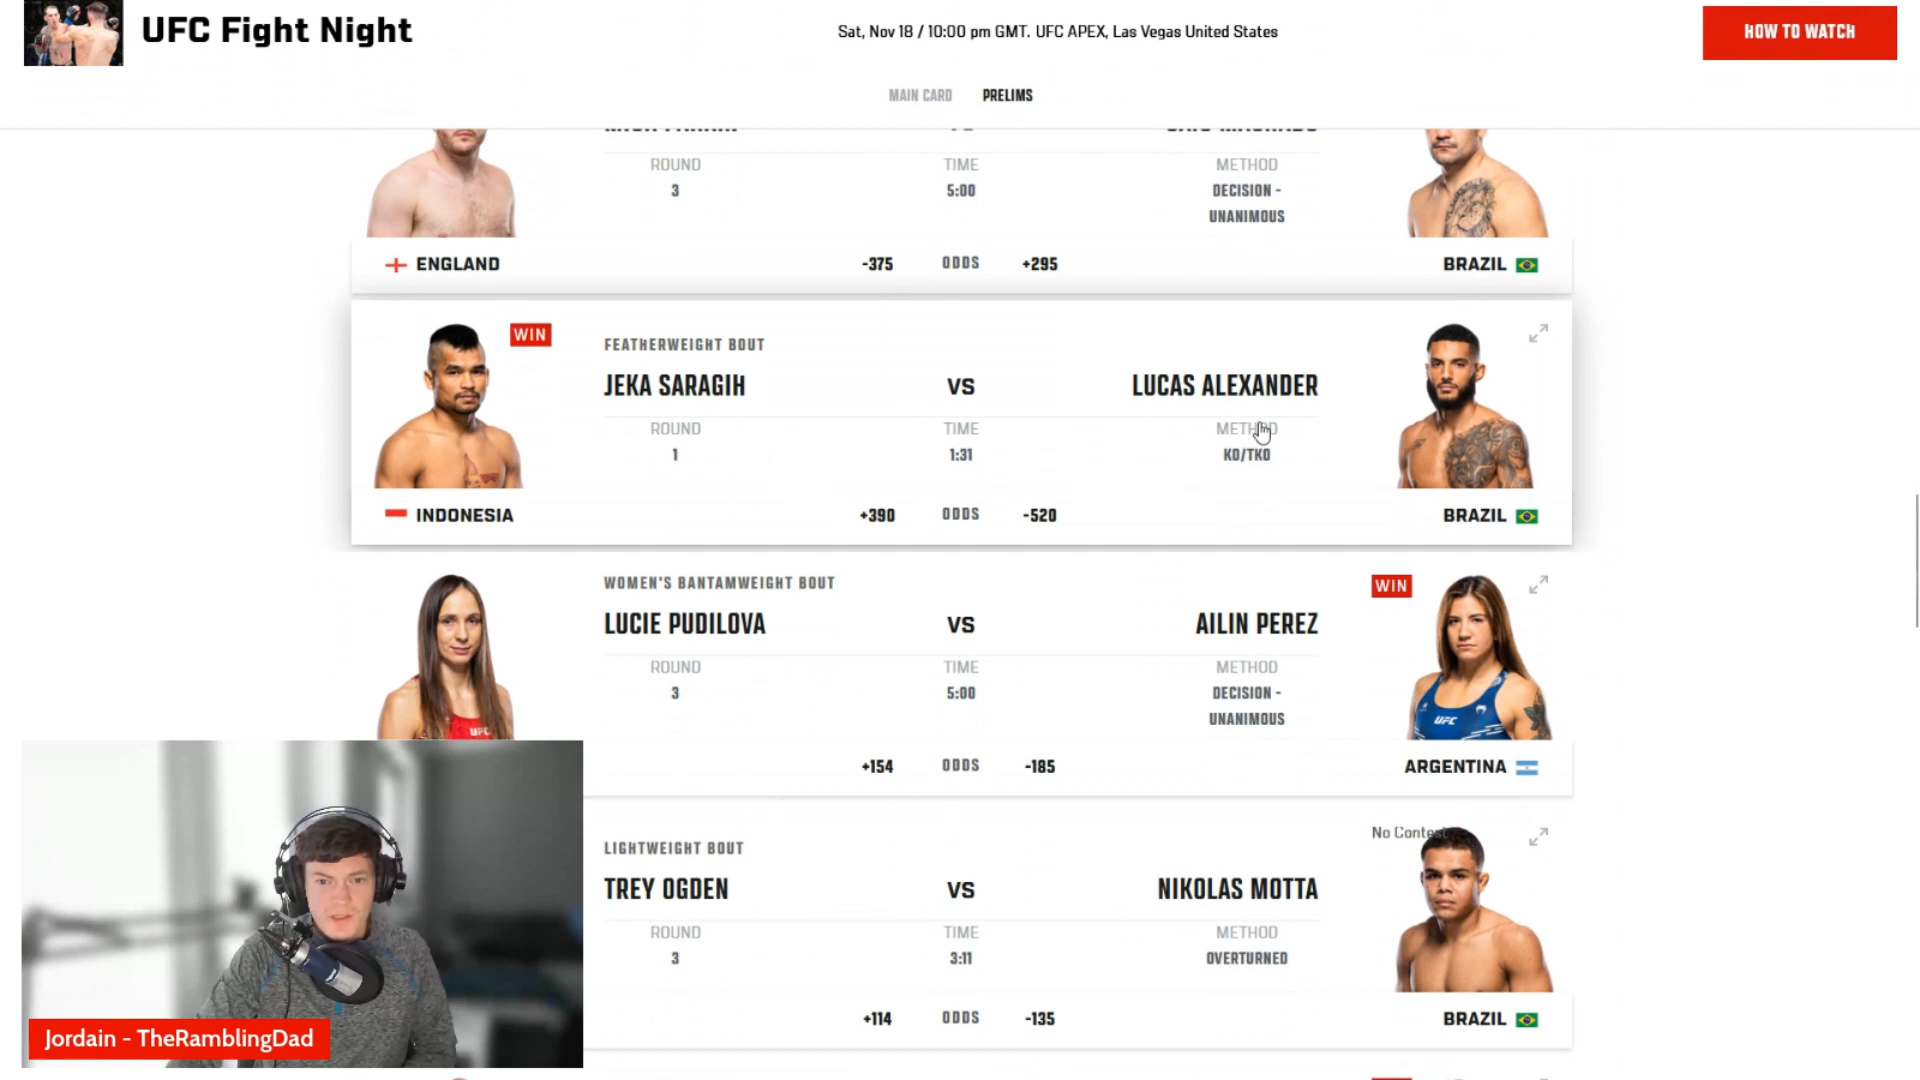 UFC Fight Night
Sat, Nov 18 / 10:00 pm GMT. UFC APEX, Las Vegas United States
HOW TO WATCH
MAIN CARD PRELIMS
ROUND TIME METHOD
3 5:00 DECISION -
UNANIMOUS
ENGLAND -375 ODDS +295 BRAZIL
WIN
FEATHERWEIGHT BOUT
JEKA SARAGIH VS LUCAS ALEXANDER
ROUND TIME METHOD
1 1:31 KO/TKO
INDONESIA +390 ODDS -520 BRAZIL
WOMEN'S BANTAMWEIGHT BOUT
WIN
LUCIE PUDILOVA VS AILIN PEREZ
ROUND TIME METHOD
3 5:00 DECISION -
UNANIMOUS
UFC
UFC
+154 ODDS -185 ARGENTINA
No Contest
LIGHTWEIGHT BOUT
TREY OGDEN VS NIKOLAS MOTTA
ROUND TIME METHOD
3 3:11 OVERTURNED
+114 ODDS -135 BRAZIL
Jordain - TheRamblingDad